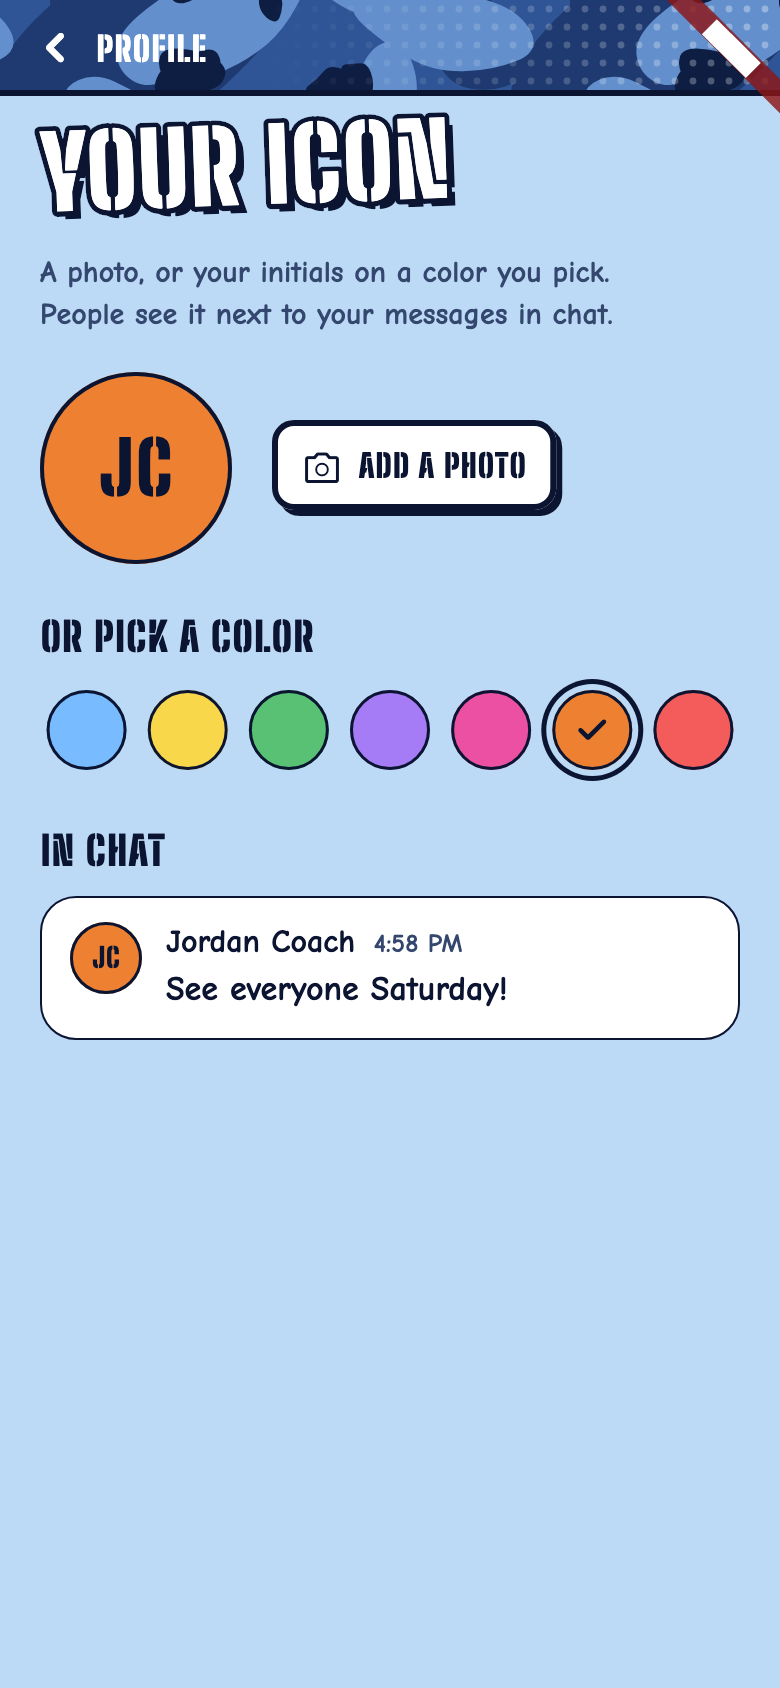 PROFILE
YOUR ICON
A photo, or your initials on a color you pick.
People see it next to your messages in chat.
JC
ADD A PHOTO
OR PICK A COLOR
IN CHAT
JC
Jordan Coach 4:58 PM
See everyone Saturday!